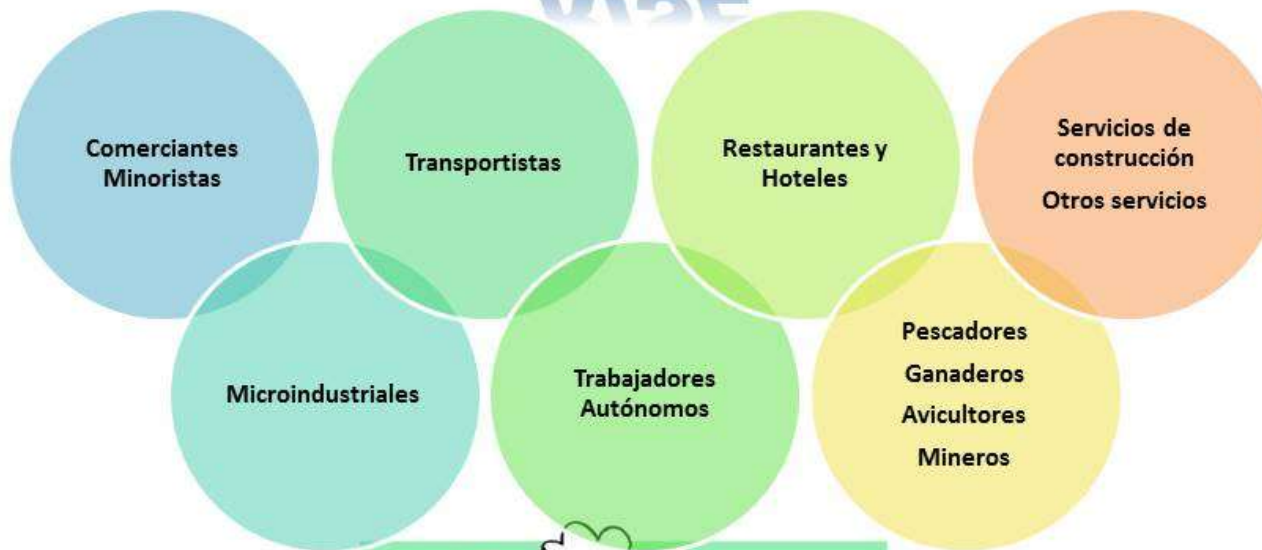 Comerciantes
Minoristas
Transportistas
Restaurantes y
Hoteles
Servicios de
construcción
Otros servicios
Microindustriales
Trabajadores
Autónomos
Pescadores
Ganaderos
Avicultores
Mineros